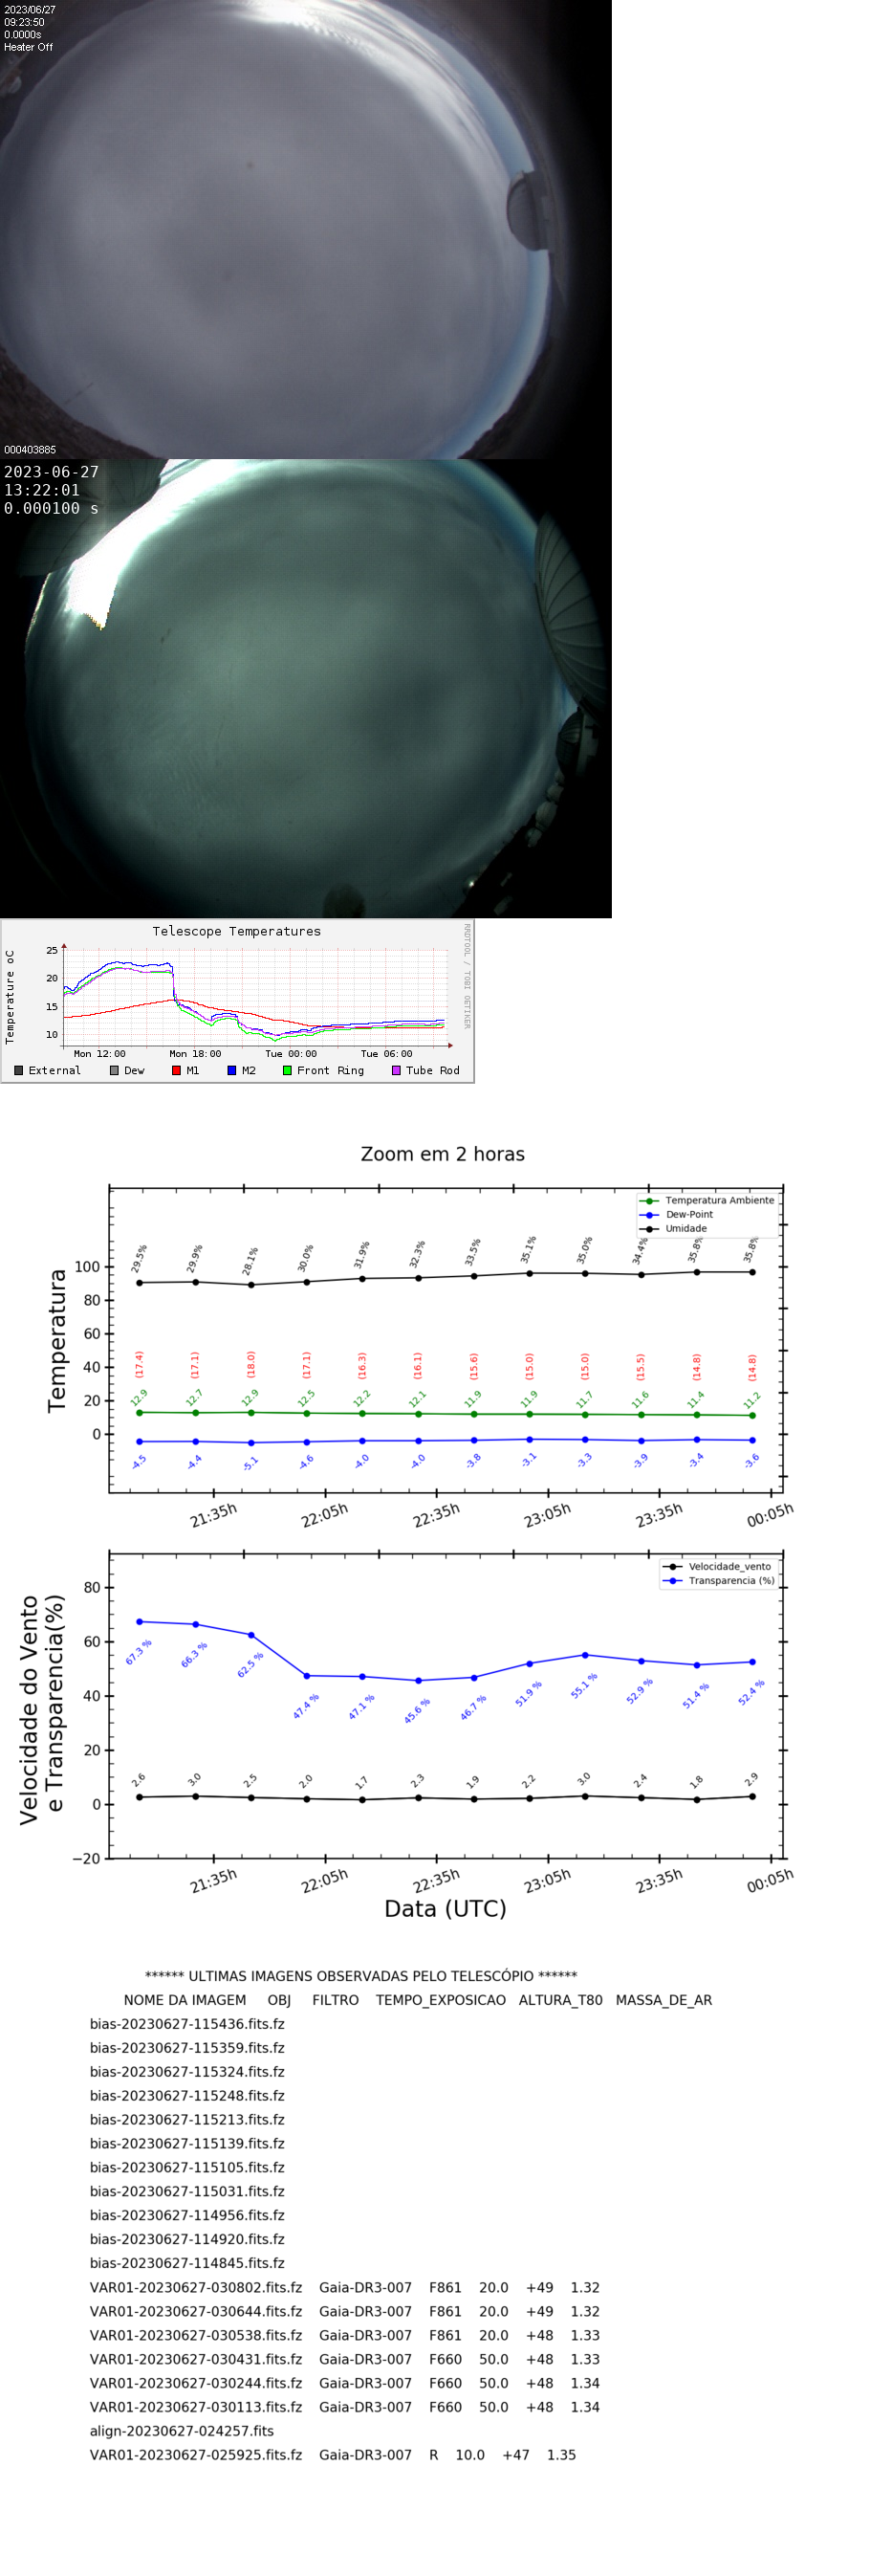 2023/06/27
09:23:50
0.0000s
Heater Off
000403885
2023-06-27
13:22:01
0.000100 s
Telescope Temperatures
RRDTOOL / TOBI OETIKER
Temperature oC
25
20
15
10
Mon 12:00 Mon 18:00 Tue 00:00 Tue 06:00
External Dew M1 M2 Front Ring Tube Rod
Zoom em 2 horas
Temperatura Ambiente
Dew-Point
Umidade
Temperatura
100
80
60
40
20
0
29.5% 29.9% 28.1% 30.0% 31.9% 32.3% 33.5% 35.1% 35.0% 34.4% 35.8% 35.8%
(17.4) (17.1) (18.0) (17.1) (16.3) (16.1) (15.6) (15.0) (15.0) (15.5) (14.8) (14.8)
12.9 12.7 12.9 12.5 12.2 12.1 11.9 11.9 11.7 11.6 11.4 11.2
-4.5 -4.4 -5.1 -4.6 -4.0 -4.0 -3.8 -3.1 -3.3 -3.9 -3.4 -3.6
21:35h 22:05h 22:35h 23:05h 23:35h 00:05h
Velocidade_vento
Transparencia (%)
Velocidade do Vento
e Transparencia(%)
80
60
40
20
0
−20
67.3 % 66.3 % 62.5 % 47.4 % 47.1 % 45.6 % 46.7 % 51.9 % 55.1 % 52.9 % 51.4 % 52.4 %
2.6 3.0 2.5 2.0 1.7 2.3 1.9 2.2 3.0 2.4 1.8 2.9
21:35h 22:05h 22:35h 23:05h 23:35h 00:05h
Data (UTC)
****** ULTIMAS IMAGENS OBSERVADAS PELO TELESCÓPIO ******
NOME DA IMAGEM OBJ FILTRO TEMPO_EXPOSICAO ALTURA_T80 MASSA_DE_AR
bias-20230627-115436.fits.fz
bias-20230627-115359.fits.fz
bias-20230627-115324.fits.fz
bias-20230627-115248.fits.fz
bias-20230627-115213.fits.fz
bias-20230627-115139.fits.fz
bias-20230627-115105.fits.fz
bias-20230627-115031.fits.fz
bias-20230627-114956.fits.fz
bias-20230627-114920.fits.fz
bias-20230627-114845.fits.fz
VAR01-20230627-030802.fits.fz Gaia-DR3-007 F861 20.0 +49 1.32
VAR01-20230627-030644.fits.fz Gaia-DR3-007 F861 20.0 +49 1.32
VAR01-20230627-030538.fits.fz Gaia-DR3-007 F861 20.0 +48 1.33
VAR01-20230627-030431.fits.fz Gaia-DR3-007 F660 50.0 +48 1.33
VAR01-20230627-030244.fits.fz Gaia-DR3-007 F660 50.0 +48 1.34
VAR01-20230627-030113.fits.fz Gaia-DR3-007 F660 50.0 +48 1.34
align-20230627-024257.fits
VAR01-20230627-025925.fits.fz Gaia-DR3-007 R 10.0 +47 1.35